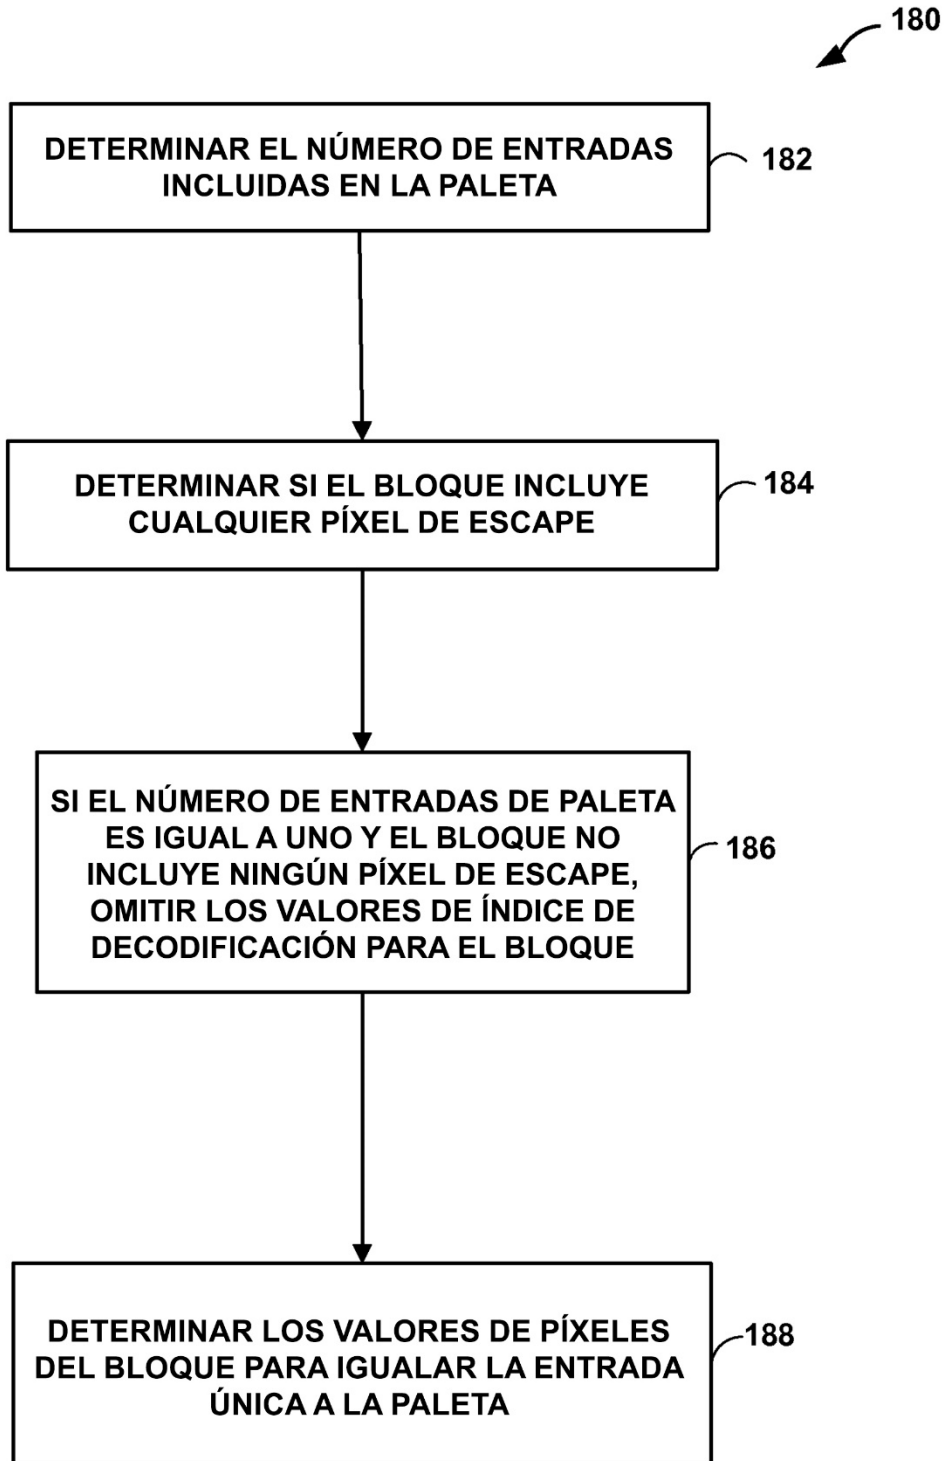 180
DETERMINAR EL NÚMERO DE ENTRADAS
INCLUIDAS EN LA PALETA
182
DETERMINAR SI EL BLOQUE INCLUYE
CUALQUIER PÍXEL DE ESCAPE
184
SI EL NÚMERO DE ENTRADAS DE PALETA
ES IGUAL A UNO Y EL BLOQUE NO
INCLUYE NINGÚN PÍXEL DE ESCAPE,
OMITIR LOS VALORES DE ÍNDICE DE
DECODIFICACIÓN PARA EL BLOQUE
186
DETERMINAR LOS VALORES DE PÍXELES
DEL BLOQUE PARA IGUALAR LA ENTRADA
ÚNICA A LA PALETA
188